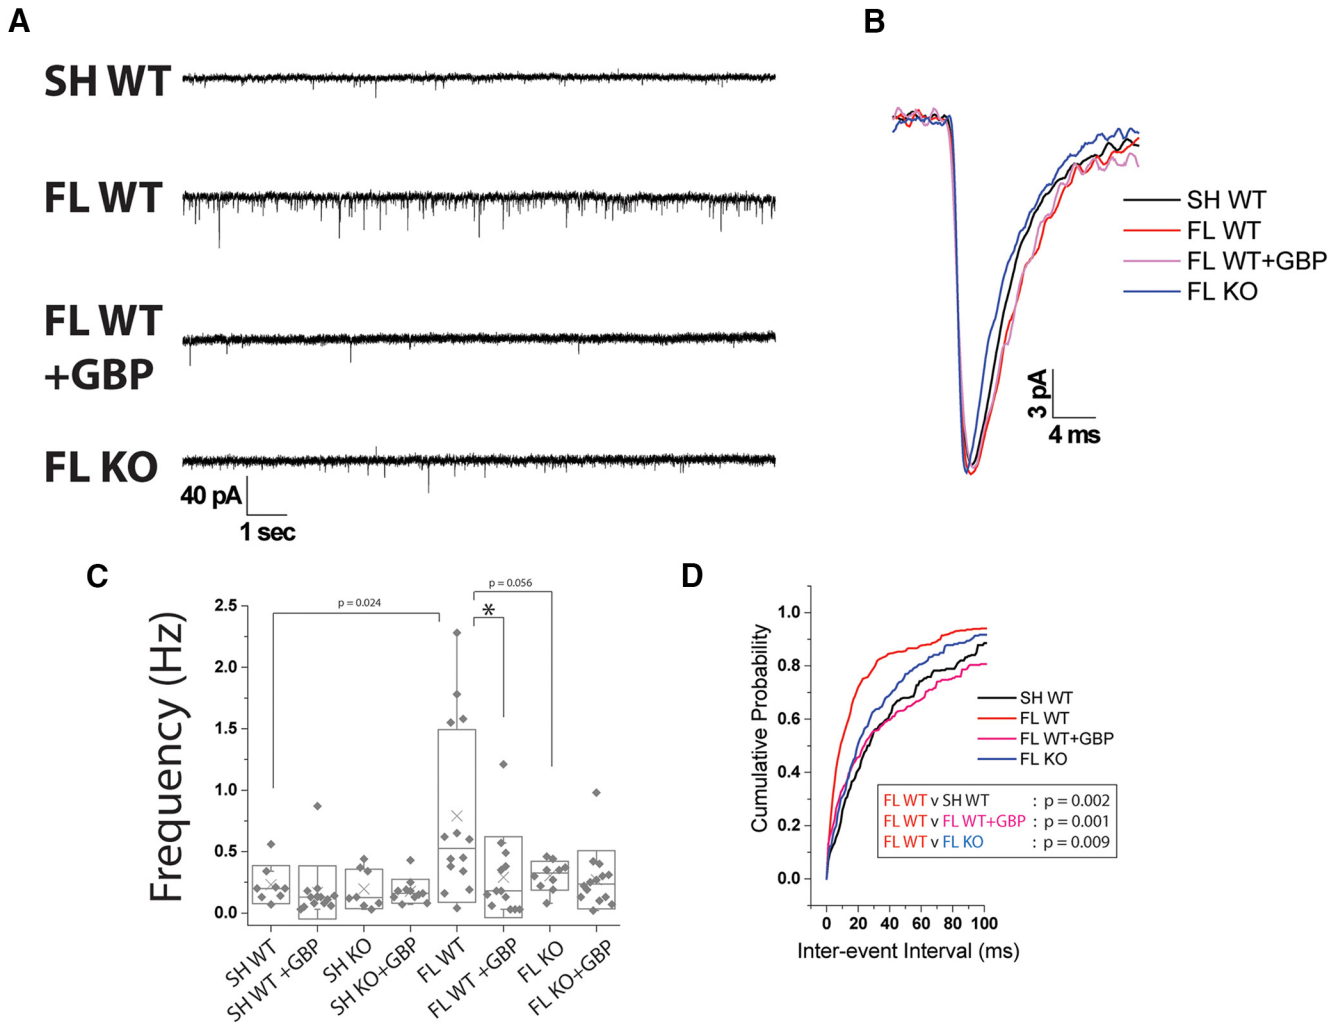 A
SH WT
FL WT
FL WT
+GBP
FL KO
40 pA
1 sec
B
SH WT
FL WT
FL WT+GBP
FL KO
3 pA
4 ms
C
Frequency (Hz)
2.5
2.0
1.5
1.0
0.5
0.0
p = 0.024
p = 0.056
*
SH WT
SH WT +GBP
SH KO
SH KO+GBP
FL WT
FL WT +GBP
FL KO
FL KO+GBP
D
Cumulative Probability
1.0
0.8
0.6
0.4
0.2
0.0
SH WT
FL WT
FL WT+GBP
FL KO
FL WT v SH WT : p = 0.002
FL WT v FL WT+GBP : p = 0.001
FL WT v FL KO : p = 0.009
0 20 40 60 80 100
Inter-event Interval (ms)